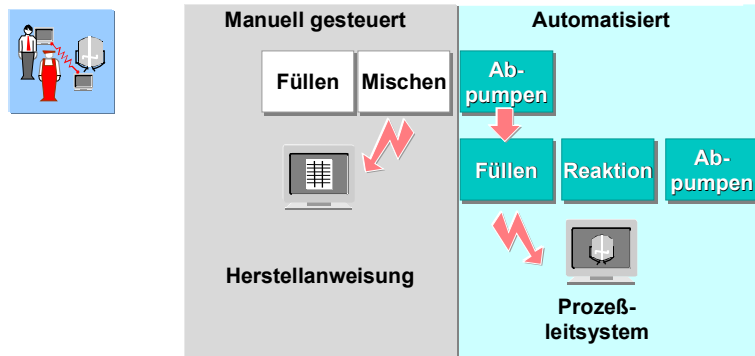 Manuell gesteuert
Automatisiert
Füllen
Mischen
Ab-
pumpen
Füllen
Reaktion
Ab-
pumpen
Herstellanweisung
Prozeß-
leitsystem